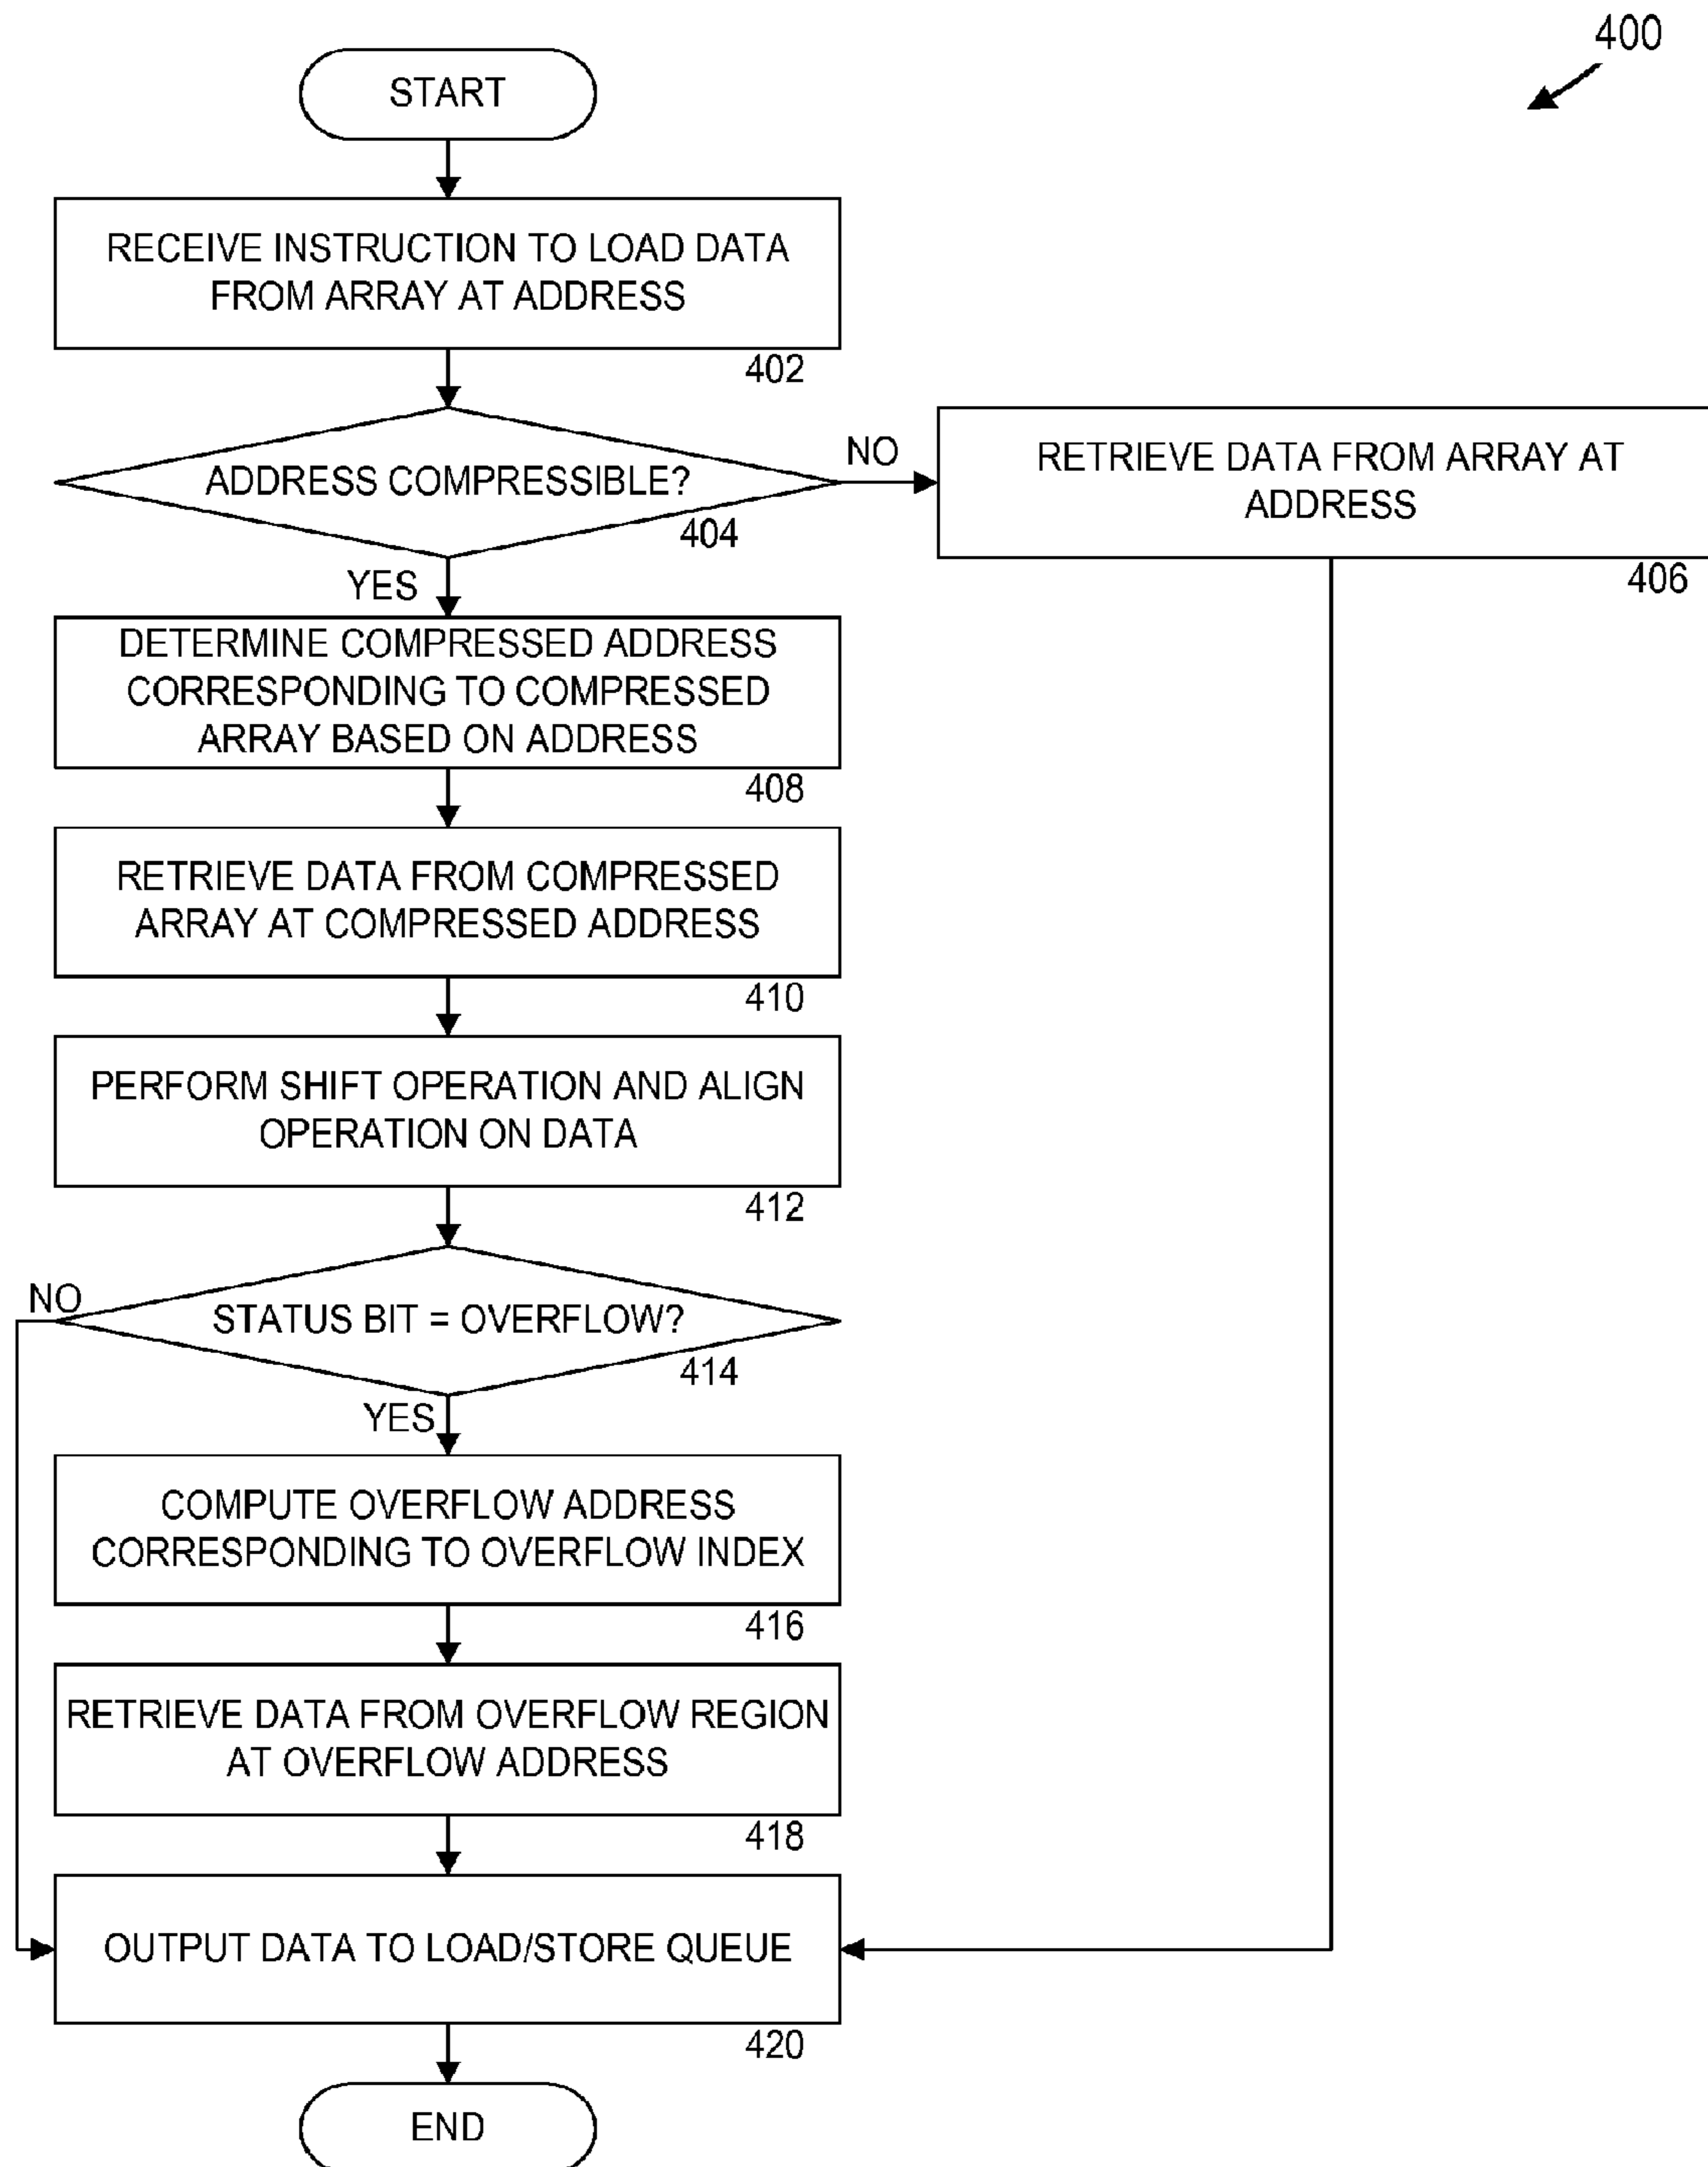 400
START
RECEIVE INSTRUCTION TO LOAD DATA
FROM ARRAY AT ADDRESS
402
ADDRESS COMPRESSIBLE?
404
NO
RETRIEVE DATA FROM ARRAY AT
ADDRESS
406
YES
DETERMINE COMPRESSED ADDRESS
CORRESPONDING TO COMPRESSED
ARRAY BASED ON ADDRESS
408
RETRIEVE DATA FROM COMPRESSED
ARRAY AT COMPRESSED ADDRESS
410
PERFORM SHIFT OPERATION AND ALIGN
OPERATION ON DATA
412
NO
STATUS BIT = OVERFLOW?
414
YES
COMPUTE OVERFLOW ADDRESS
CORRESPONDING TO OVERFLOW INDEX
416
RETRIEVE DATA FROM OVERFLOW REGION
AT OVERFLOW ADDRESS
418
OUTPUT DATA TO LOAD/STORE QUEUE
420
END